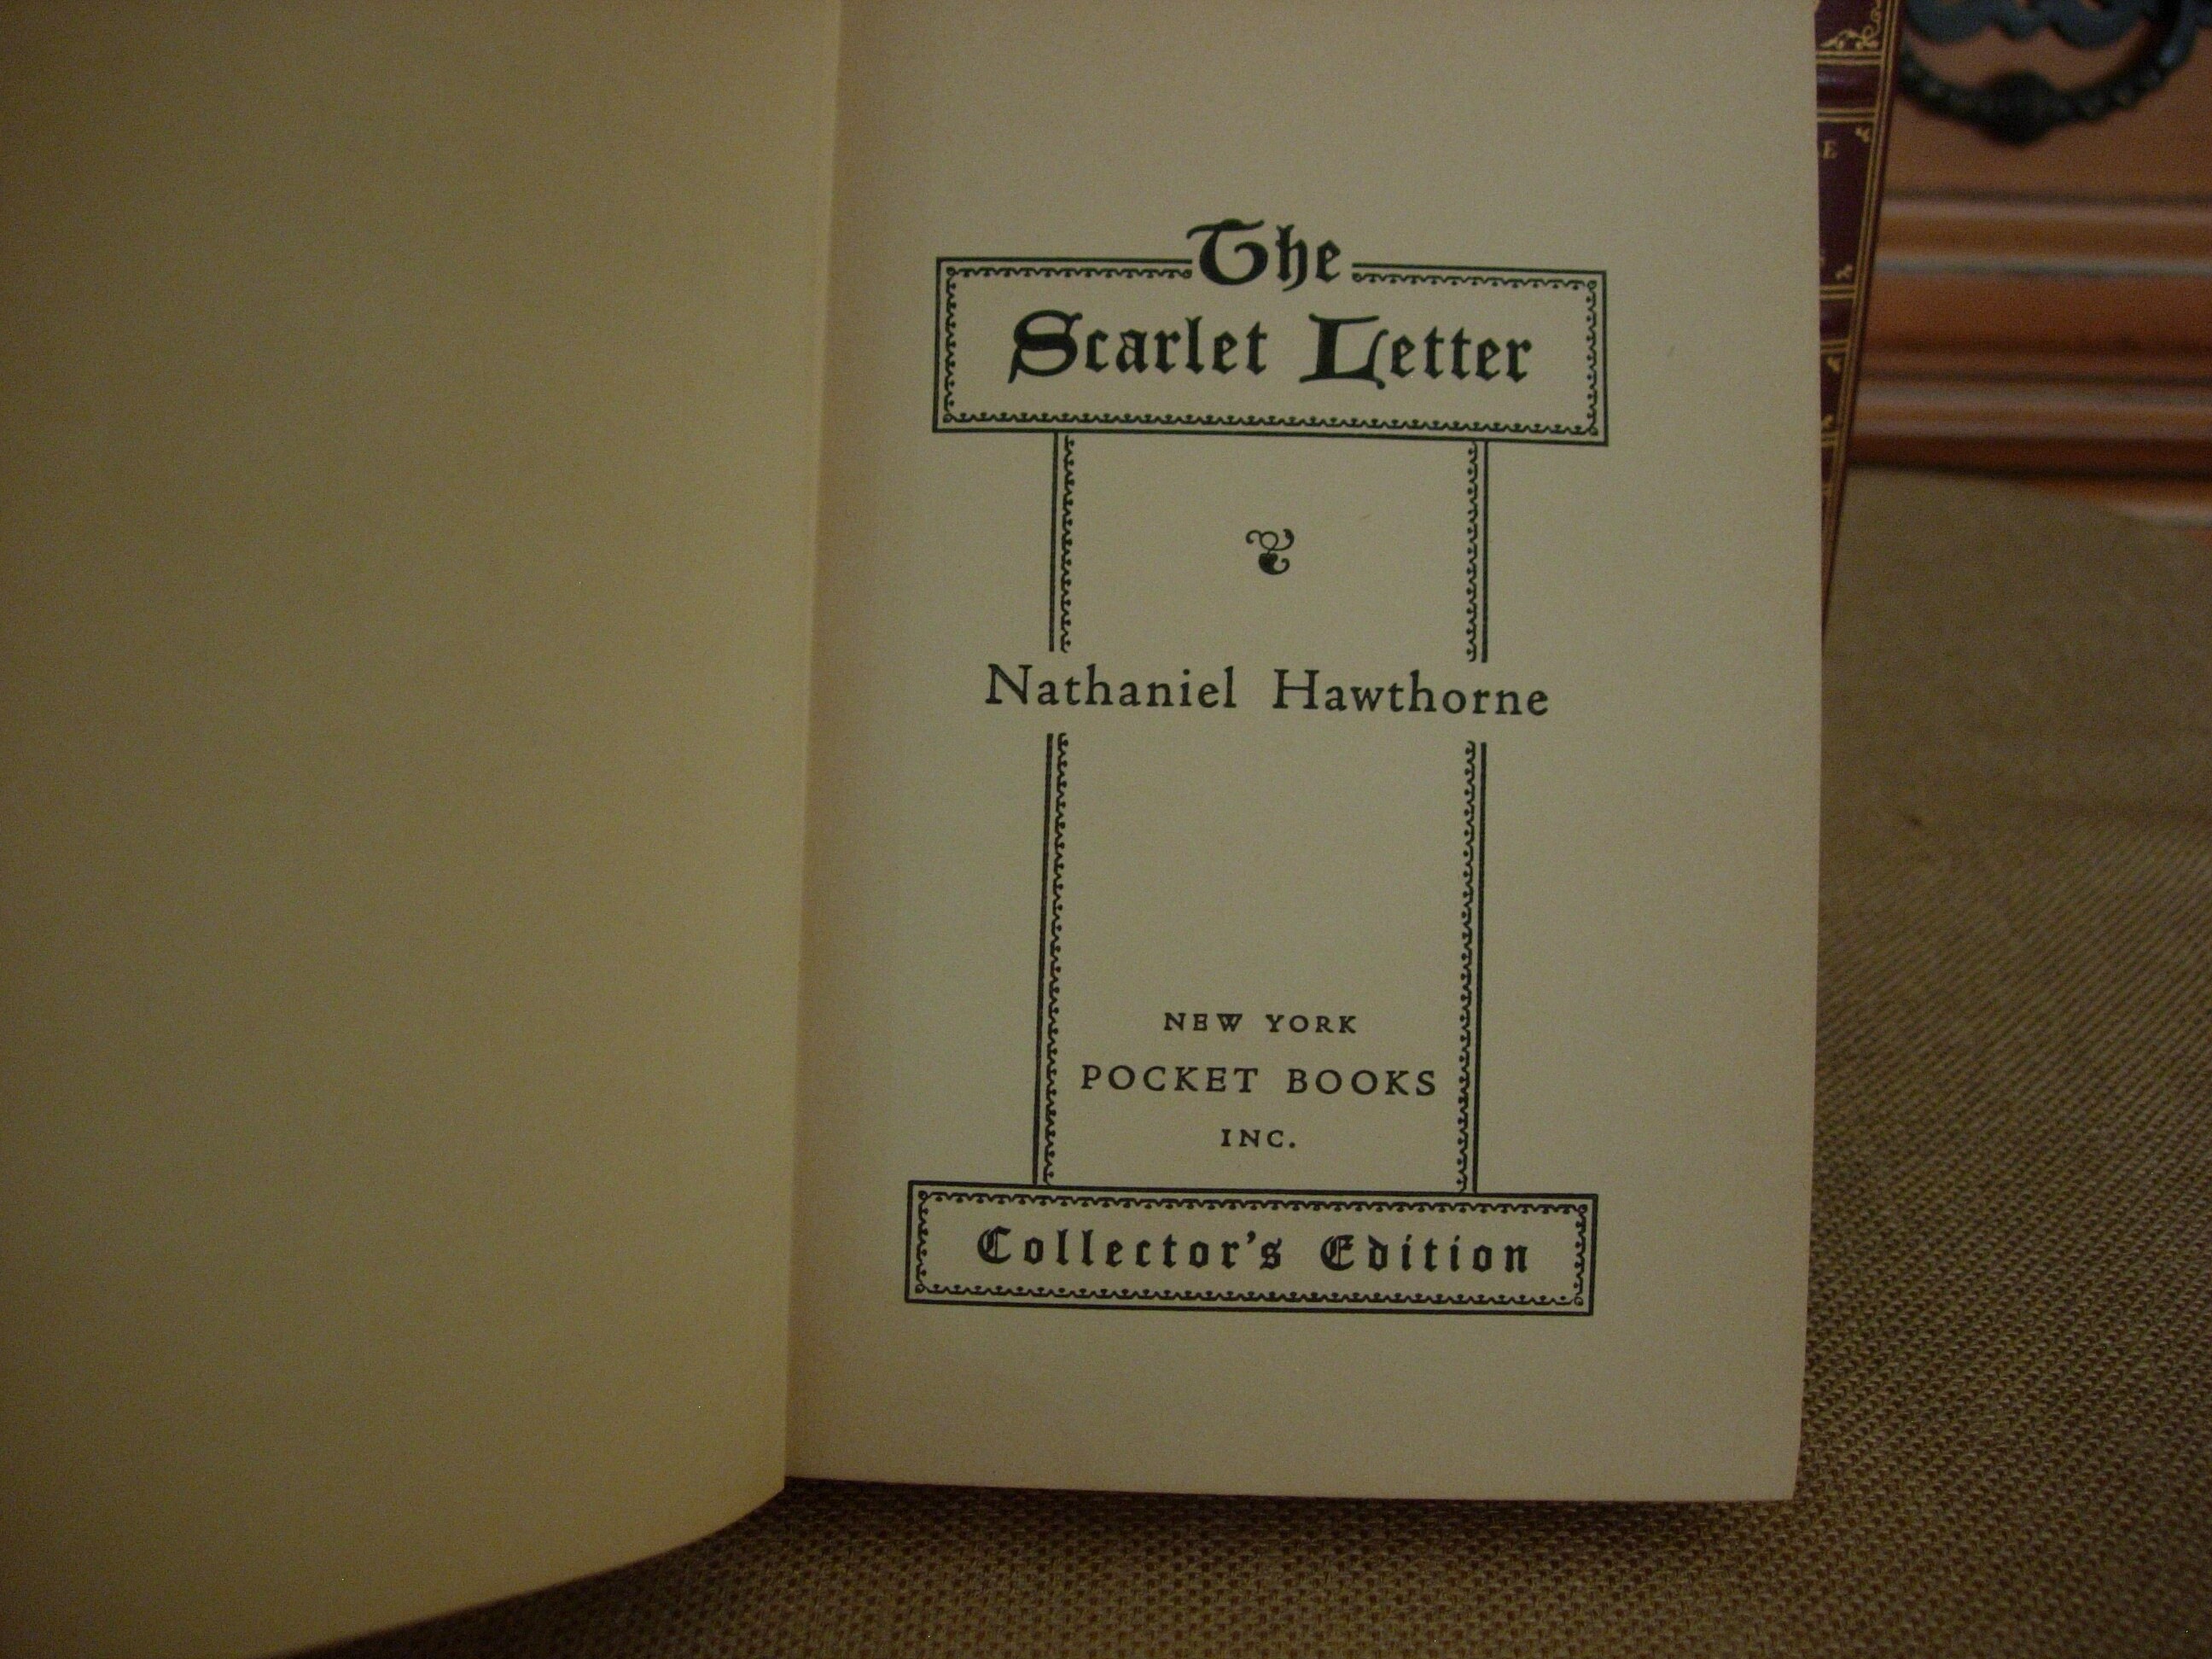 The
Scarlet Letter
Nathaniel Hawthorne
NEW YORK
POCKET BOOKS
INC.
Collector's Edition